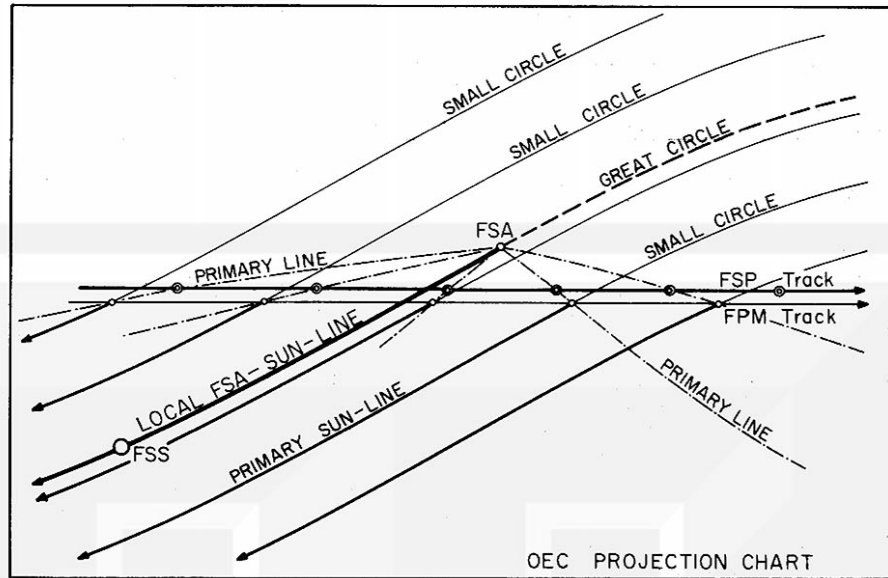 SMALL CIRCLE
SMALL CIRCLE
GREAT CIRCLE
FSA
SMALL CIRCLE
PRIMARY LINE
FSP Track
FPM Track
LOCAL FSA-SUN-LINE
PRIMARY LINE
FSS
PRIMARY SUN-LINE
OEC PROJECTION CHART